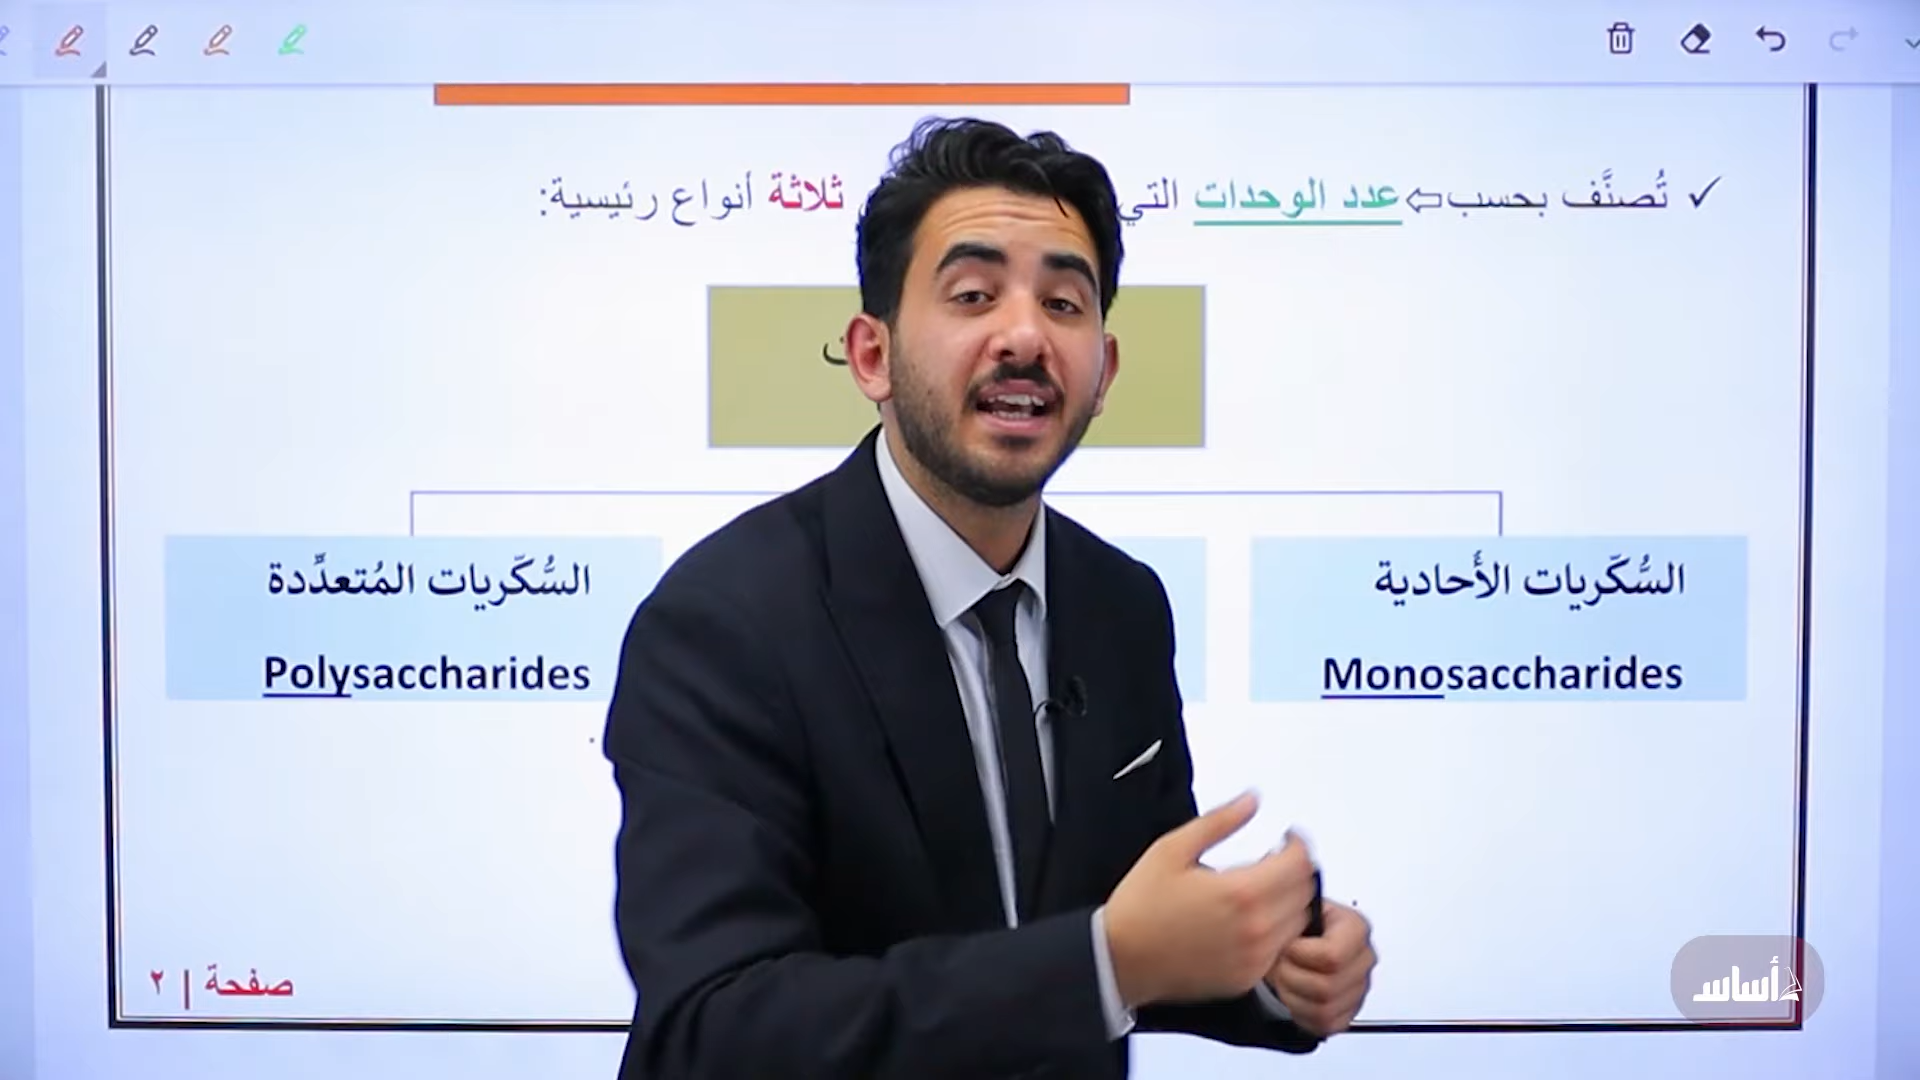 ✓ تُصنَّف بحسب⇦عدد الوحدات التي ثلاثة أنواع رئيسية:
السُّكَّريات الأُحادية
Monosaccharides
السُّكَّريات المُتعدِّدة
Polysaccharides
صفحة | ٢
أساس